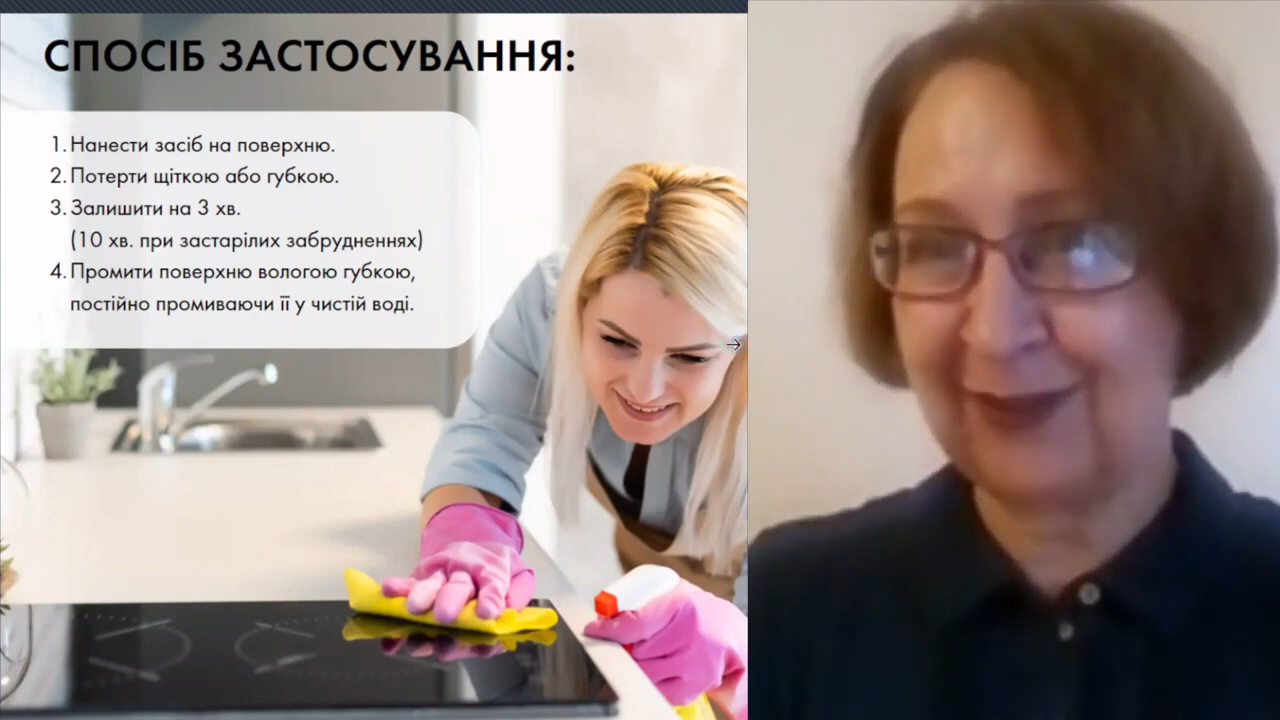 СПОСІБ ЗАСТОСУВАННЯ:
1. Нанести засіб на поверхню.
2. Потерти щіткою або губкою.
3. Залишити на 3 хв.
(10 хв. при застарілих забрудненнях)
4. Промити поверхню вологою губкою,
постійно промиваючи її у чистій воді.